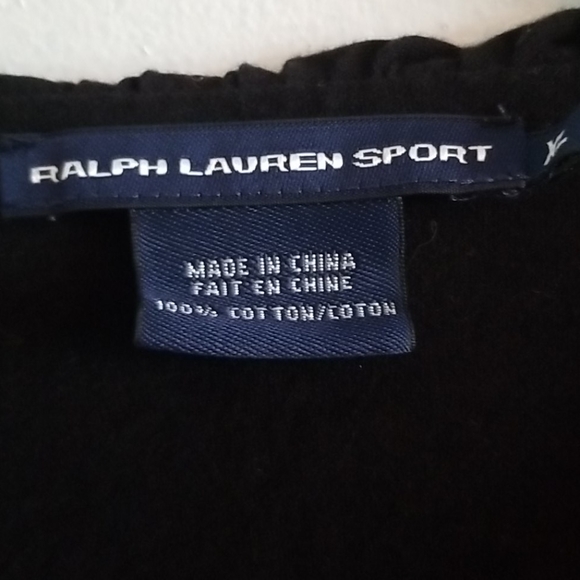 RALPH LAUREN SPORT
MADE IN CHINA
FAIT EN CHINE
100% COTTON/COTON